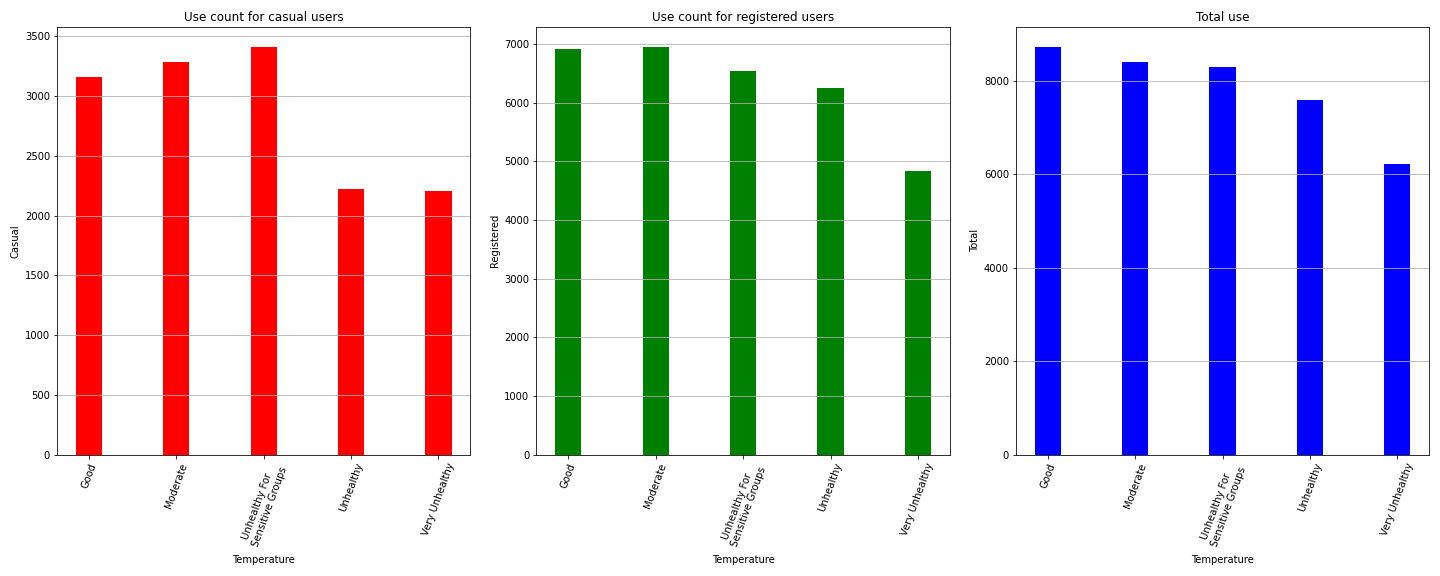 Use count for casual users
3500
3000
2500
2000
1500
1000
500
0
Casual
Good
Moderate
Unhealthy For
Sensitive Groups
Unhealthy
Very Unhealthy
Temperature
Use count for registered users
7000
6000
5000
4000
3000
2000
1000
0
Registered
Good
Moderate
Unhealthy For
Sensitive Groups
Unhealthy
Very Unhealthy
Temperature
Total use
8000
6000
4000
2000
0
Total
Good
Moderate
Unhealthy For
Sensitive Groups
Unhealthy
Very Unhealthy
Temperature